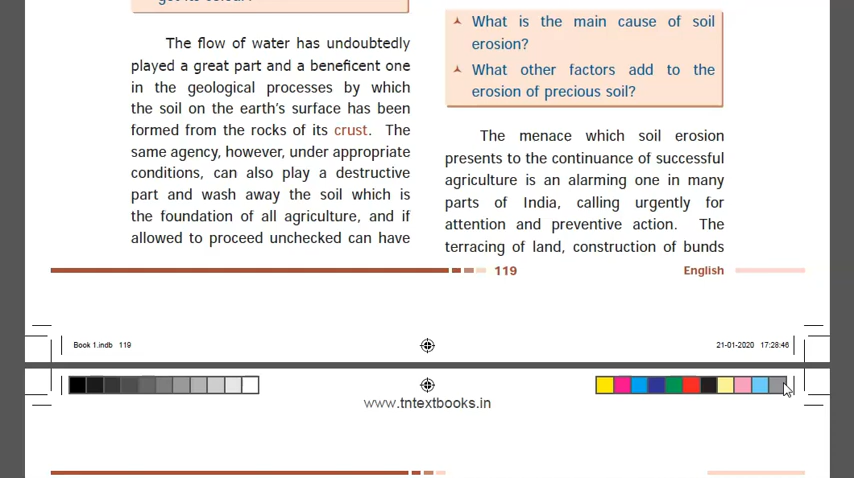 The flow of water has undoubtedly
played a great part and a beneficent one
in the geological processes by which
the soil on the earth's surface has been
formed from the rocks of its crust. The
same agency, however, under appropriate
conditions, can also play a destructive
part and wash away the soil which is
the foundation of all agriculture, and if
allowed to proceed unchecked can have
What is the main cause of soil
erosion?
What other factors add to the
erosion of precious soil?
The menace which soil erosion
presents to the continuance of successful
agriculture is an alarming one in many
parts of India, calling urgently for
attention and preventive action. The
terracing of land, construction of bunds
119
English
Book 1.indb 119
21-01-2020 17:28:46
www.tntextbooks.in